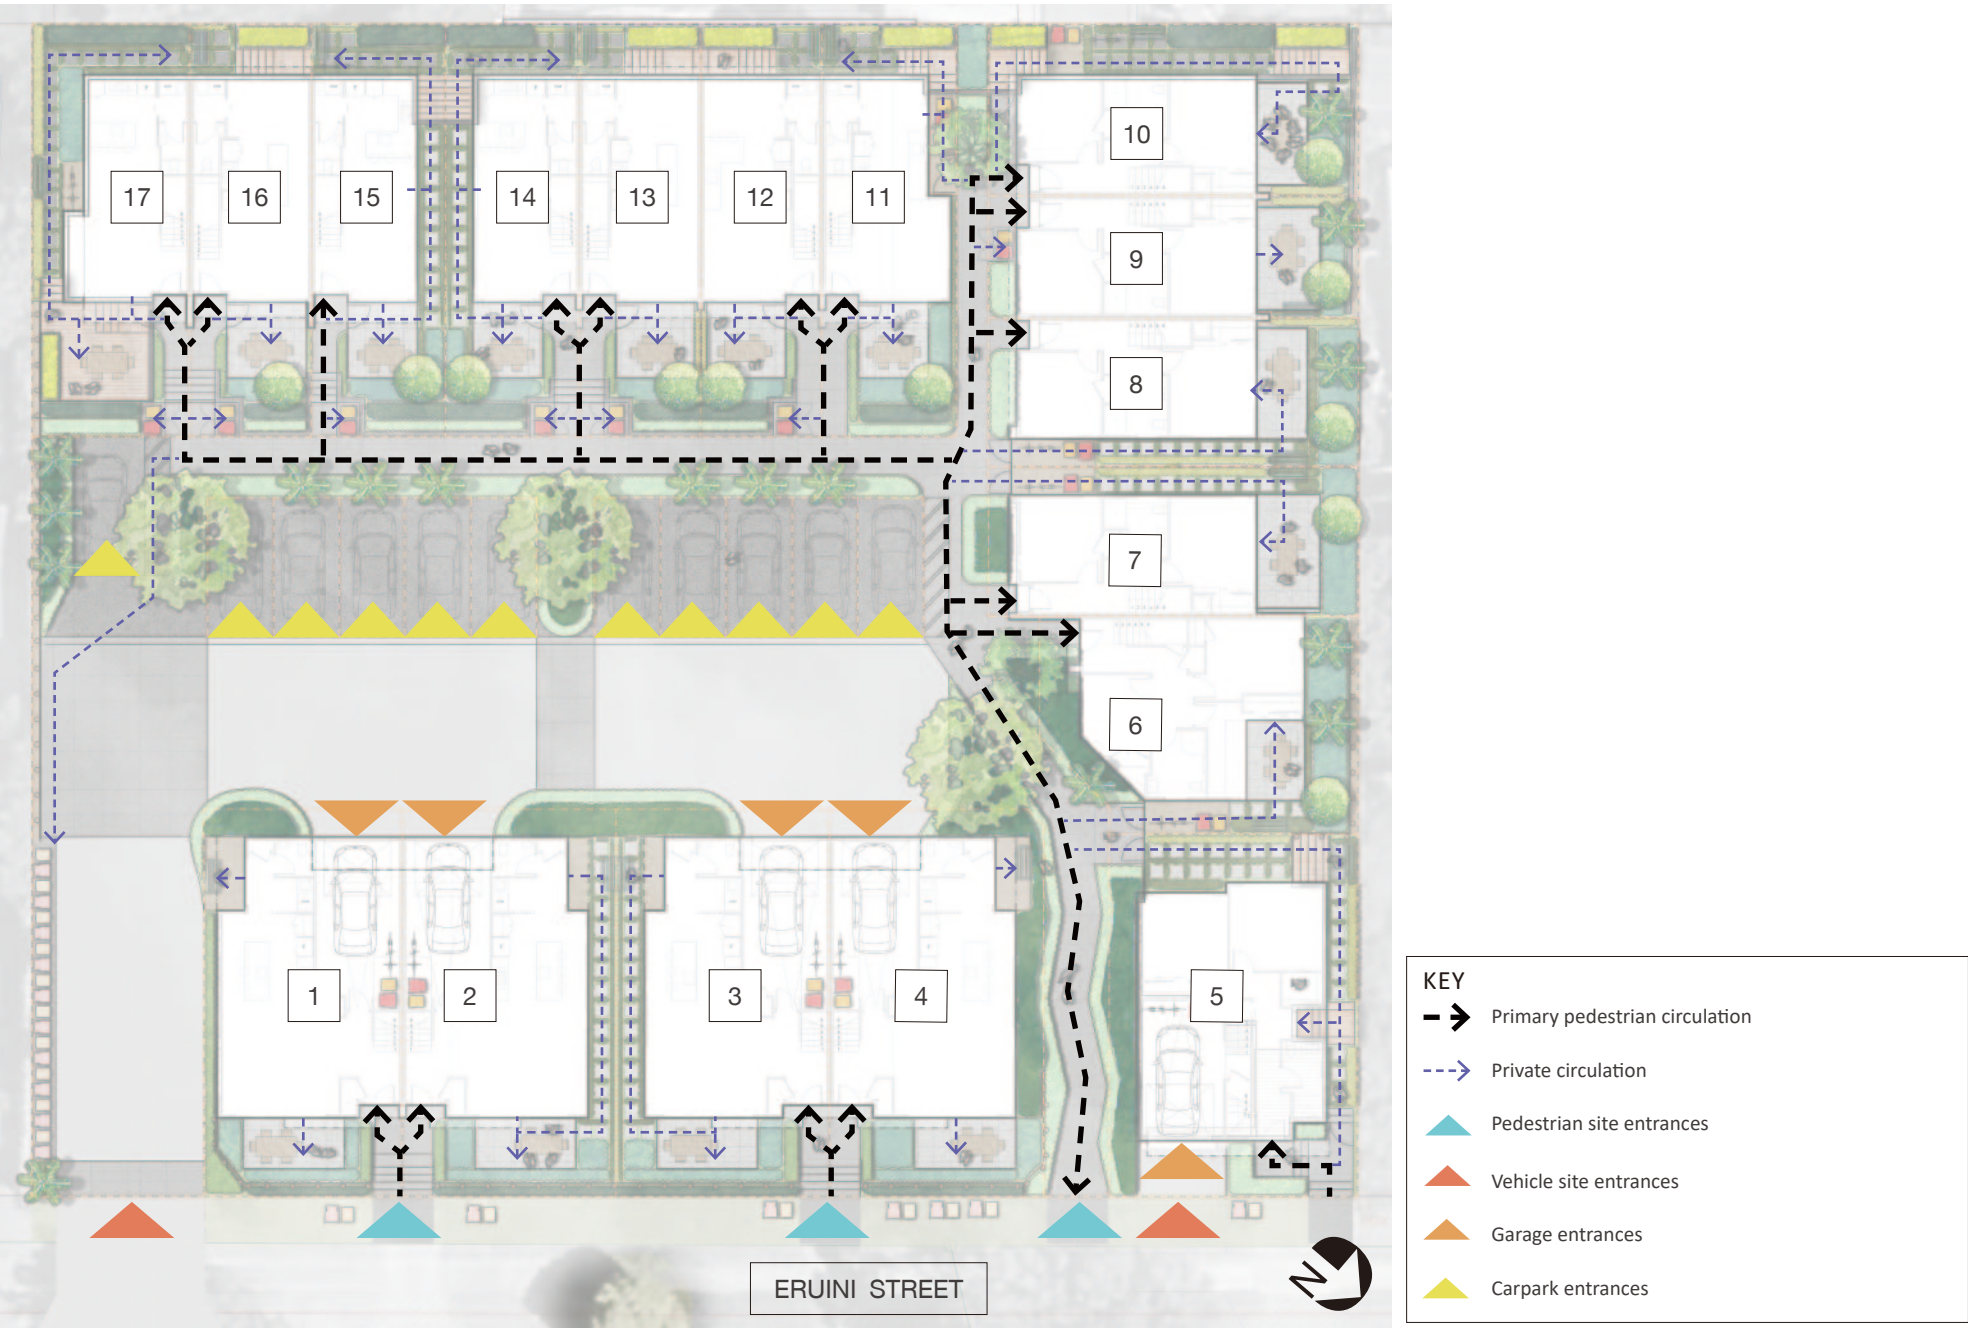 10
17 16 15 14 13 12 11
9
8
7
6
1 2 3 4 5
ERUINI STREET
N
KEY
Primary pedestrian circulation
Private circulation
Pedestrian site entrances
Vehicle site entrances
Garage entrances
Carpark entrances